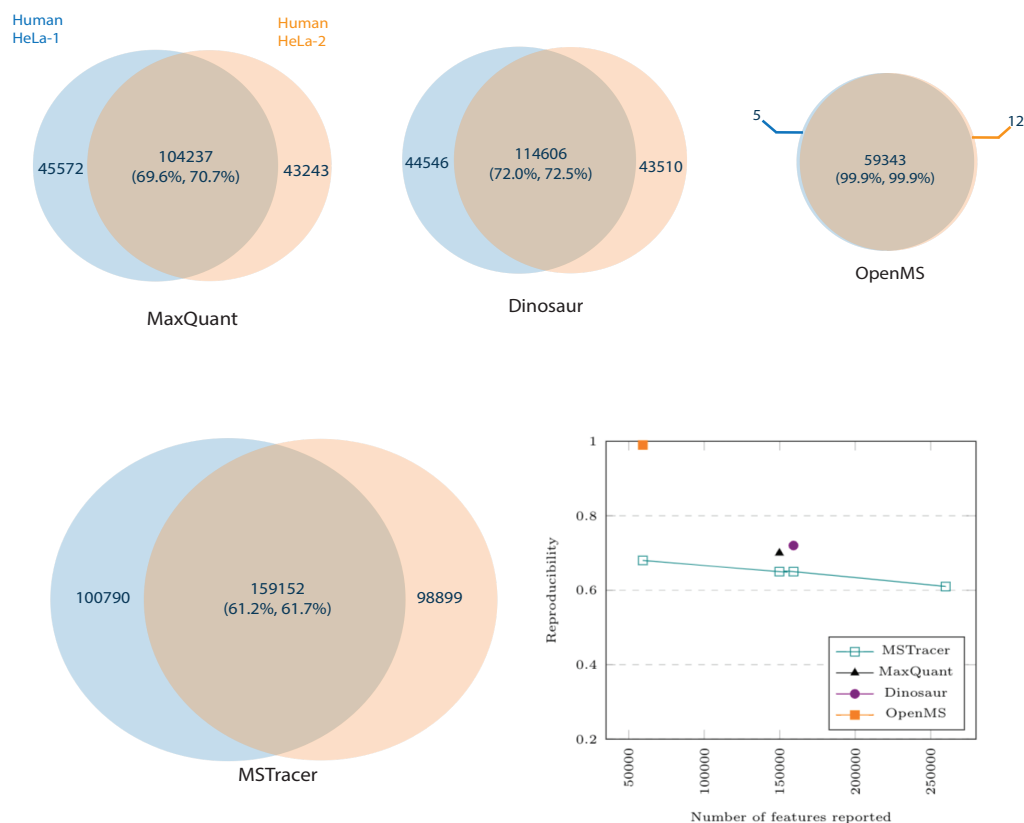 Human
HeLa-1
Human
HeLa-2
45572
104237
(69.6%, 70.7%)
43243
MaxQuant
44546
114606
(72.0%, 72.5%)
43510
Dinosaur
5
12
59343
(99.9%, 99.9%)
OpenMS
100790
159152
(61.2%, 61.7%)
98899
MSTracer
1
0.8
0.6
0.4
0.2
Reproducibility
MSTracer
MaxQuant
Dinosaur
OpenMS
50000
100000
150000
200000
250000
Number of features reported